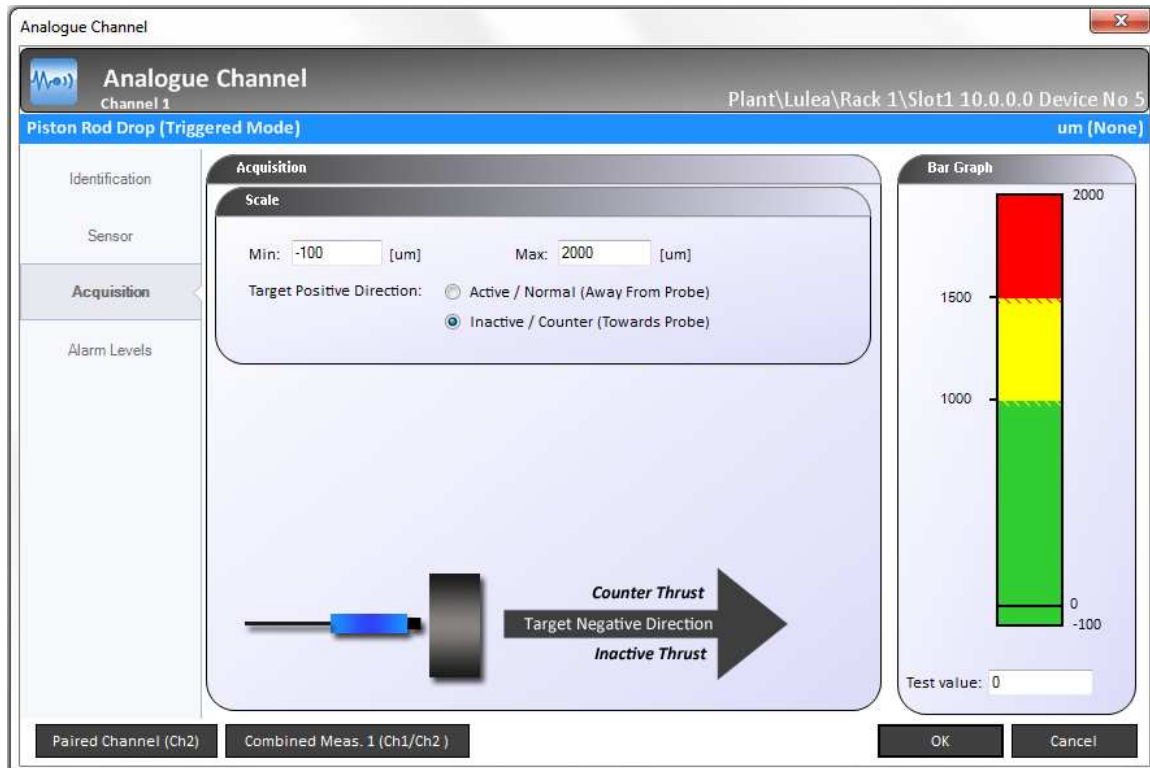 Analogue Channel
Analogue Channel
Channel 1
Plant\Lulea\Rack 1\Slot1 10.0.0.0 Device No 5
Piston Rod Drop (Triggered Mode)
um (None)
Identification
Sensor
Acquisition
Alarm Levels
Acquisition
Scale
Min: -100 [um] Max: 2000 [um]
Target Positive Direction: Active / Normal (Away From Probe)
Inactive / Counter (Towards Probe)
Counter Thrust
Target Negative Direction
Inactive Thrust
Bar Graph
2000
1500
1000
0
-100
Test value: 0
Paired Channel (Ch2) Combined Meas. 1 (Ch1/Ch2 ) OK Cancel